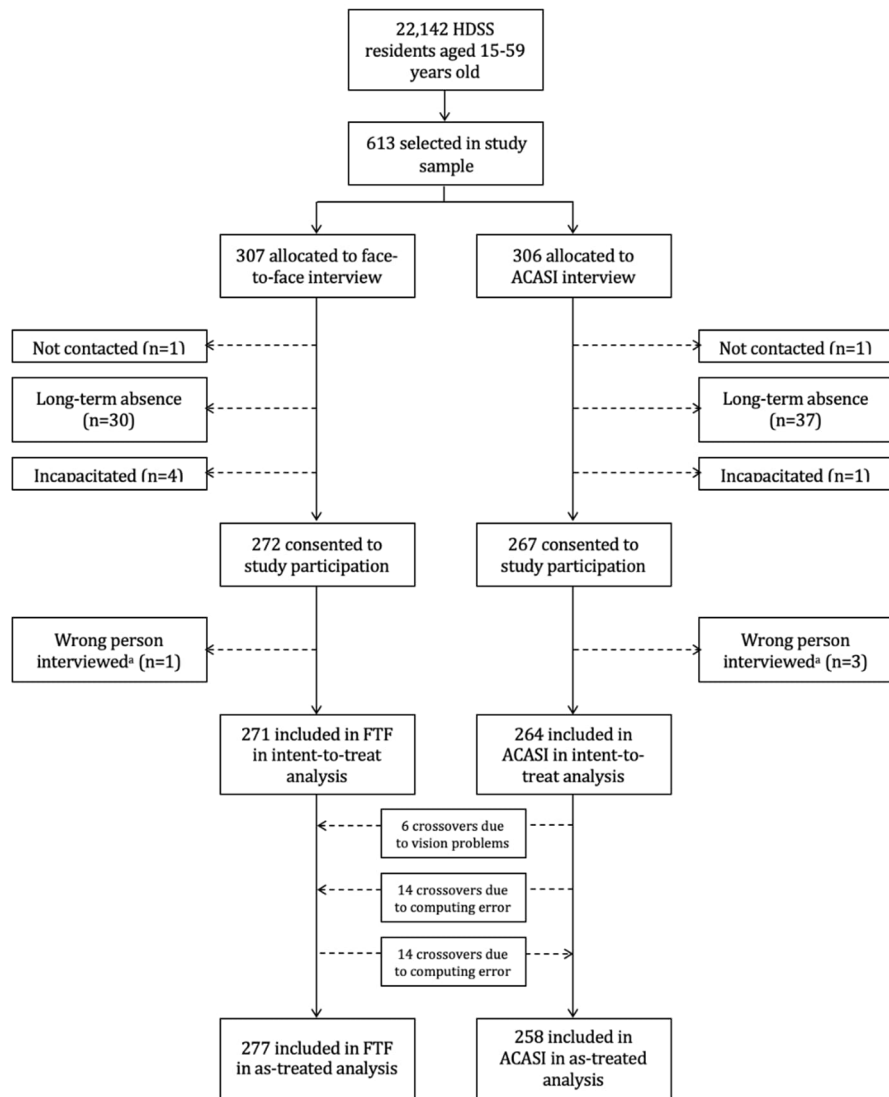 22,142 HDSS
residents aged 15-59
years old
613 selected in study
sample
307 allocated to face-
to-face interview
306 allocated to
ACASI interview
Not contacted (n=1)
Not contacted (n=1)
Long-term absence
(n=30)
Long-term absence
(n=37)
Incapacitated (n=4)
Incapacitated (n=1)
272 consented to
study participation
267 consented to
study participation
Wrong person
interviewedᵃ (n=1)
Wrong person
interviewedᵃ (n=3)
271 included in FTF
in intent-to-treat
analysis
264 included in
ACASI in intent-to-
treat analysis
6 crossovers due
to vision problems
14 crossovers due
to computing error
14 crossovers due
to computing error
277 included in FTF
in as-treated analysis
258 included in
ACASI in as-treated
analysis